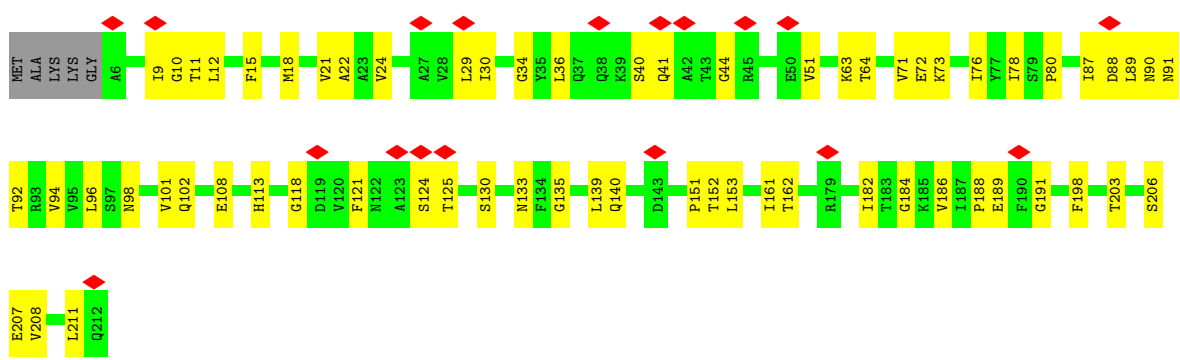 MET ALA LYS LYS GLY A6 I9 G10 T11 L12 F15 M18 V21 A22 A23 V24 A27 V28 L29 I30 G34 V35 L36 Q37 Q38 K39 S40 Q41 A42 T43 G44 R45 E50 V51 K63 T64 V71 E72 K73 I76 Y77 I78 S79 P80 I87 D88 L89 N90 N91
T92 R93 V94 V95 L96 S97 N98 V101 Q102 E108 H113 G118 D119 V120 F121 N122 A123 S124 T125 S130 N133 F134 G135 L139 Q140 D143 P151 T152 L153 I161 T162 R179 I182 T183 G184 K185 V186 I187 P188 E189 F190 G191 F198 T203 S206
E207 V208 L211 Q212